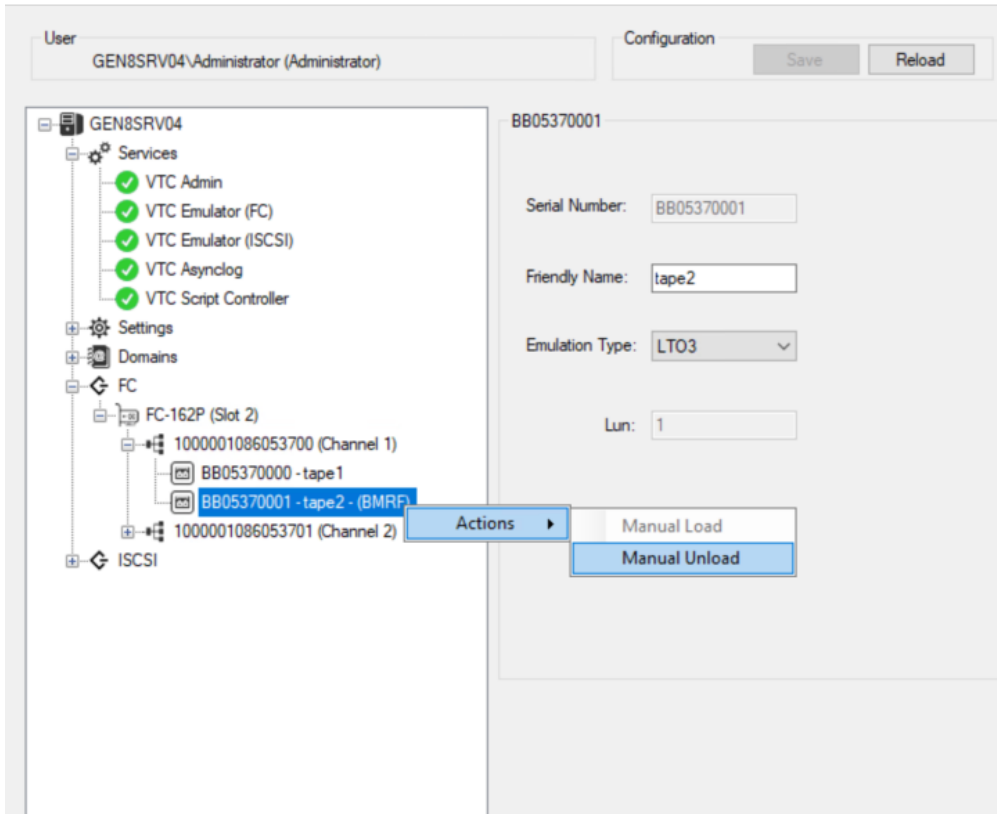 User
GEN8SRV04\Administrator (Administrator)
Configuration
Save
Reload
GEN8SRV04
Services
VTC Admin
VTC Emulator (FC)
VTC Emulator (ISCSI)
VTC Asynclog
VTC Script Controller
Settings
Domains
FC
FC-162P (Slot 2)
1000001086053700 (Channel 1)
BB05370000 - tape1
BB05370001 - tape2 - (BMRF)
1000001086053701 (Channel 2)
ISCSI
Actions
Manual Load
Manual Unload
BB05370001
Serial Number: BB05370001
Friendly Name: tape2
Emulation Type: LTO3
Lun: 1